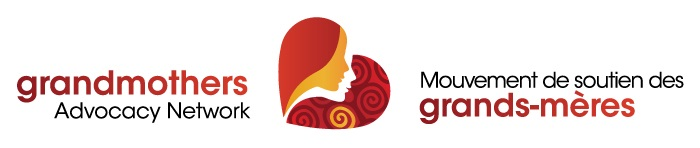 grandmothers
Advocacy Network
Mouvement de soutien des
grands-mères